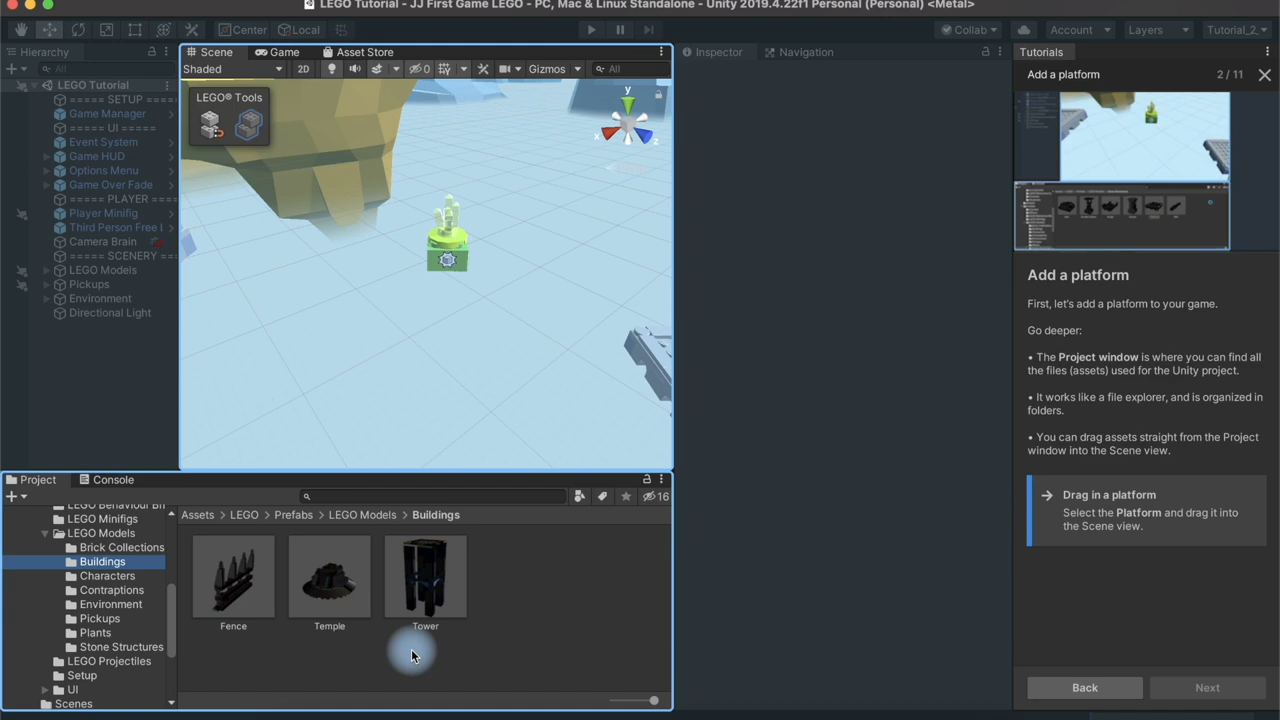 LEGO Tutorial - JJ First Game LEGO - PC, Mac & Linux Standalone - Unity 2019.4.22f1 Personal (Personal) <Metal>
Center
Local
Collab
Account
Layers
Tutorial_2_
Hierarchy
Scene
Game
Asset Store
Inspector
Navigation
Tutorials
All
Shaded
2D
0
Gizmos
All
Add a platform
2 / 11
LEGO Tutorial
===== SETUP =====
Game Manager
===== UI =====
Event System
Game HUD
Options Menu
Game Over Fade
===== PLAYER ====
Player Minifig
Third Person Free l
Camera Brain
===== SCENERY ===
LEGO Models
Pickups
Environment
Directional Light
LEGO® Tools
y
x
z
Add a platform
First, let's add a platform to your game.
Go deeper:
• The Project window is where you can find all
the files (assets) used for the Unity project.
• It works like a file explorer, and is organized in
folders.
• You can drag assets straight from the Project
window into the Scene view.
Drag in a platform
Select the Platform and drag it into
the Scene view.
Back
Next
Project
Console
16
LEGO Minifigs
LEGO Models
Brick Collections
Buildings
Characters
Contraptions
Environment
Pickups
Plants
Stone Structures
LEGO Projectiles
Setup
UI
Scenes
Assets > LEGO > Prefabs > LEGO Models > Buildings
Fence
Temple
Tower